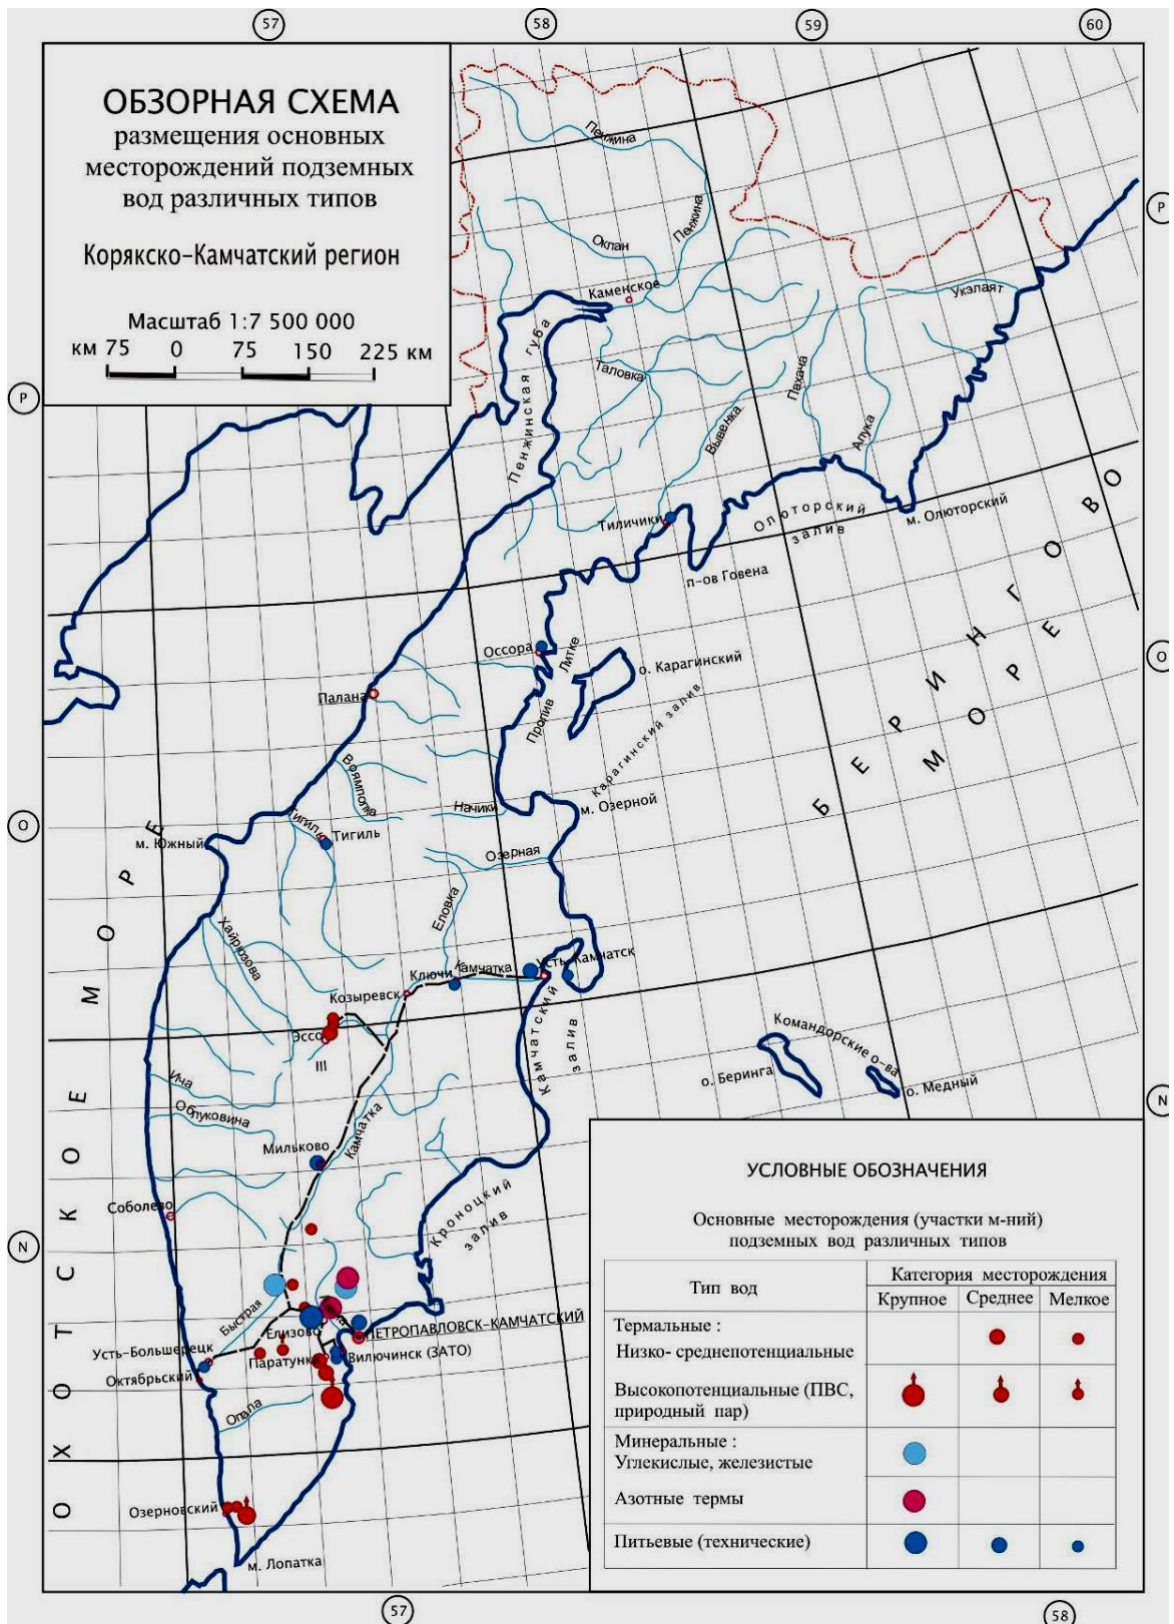 57
58
59
60
ОБЗОРНАЯ СХЕМА
размещения основных
месторождений подземных
вод различных типов
Корякско-Камчатский регион
Масштаб 1:7 500 000
км 75 0 75 150 225 км
P
P
O
O
N
N
Пенжина
Пенжина
Оклан
Каменское
Укэлаят
Пенжинская губа
Таловка
Пахача
Вывенка
Апука
Тиличики
Олюторский
залив
м. Олюторский
п-ов Говена
БЕРИНГОВО
МОРЕ
Оссора
Пролив Литке
о. Карагинский
Карагинский залив
Палана
Воямполка
Начики
м. Озерной
Тигиль
Тигиль
м. Южный
Озерная
Еловка
Хайрюзова
Ключи
Камчатка
Усть-Камчатск
Козыревск
Эссо
III
Камчатский
залив
Командорские о-ва
о. Беринга
о. Медный
Ича
Облуковина
Камчатка
Мильково
Соболево
Кроноцкий
залив
Быстрая
Елизово
ПЕТРОПАВЛОВСК-КАМЧАТСКИЙ
Усть-Большерецк
Паратунка
Вилючинск (ЗАТО)
Октябрьский
Опала
Озерновский
м. Лопатка
ОХОТСКОЕ МОРЕ
УСЛОВНЫЕ ОБОЗНАЧЕНИЯ
Основные месторождения (участки м-ний)
подземных вод различных типов
Тип вод
Категория месторождения
Крупное Среднее Мелкое
Термальные :
Низко- среднепотенциальные
Высокопотенциальные (ПВС,
природный пар)
Минеральные :
Углекислые, железистые
Азотные термы
Питьевые (технические)
57
58